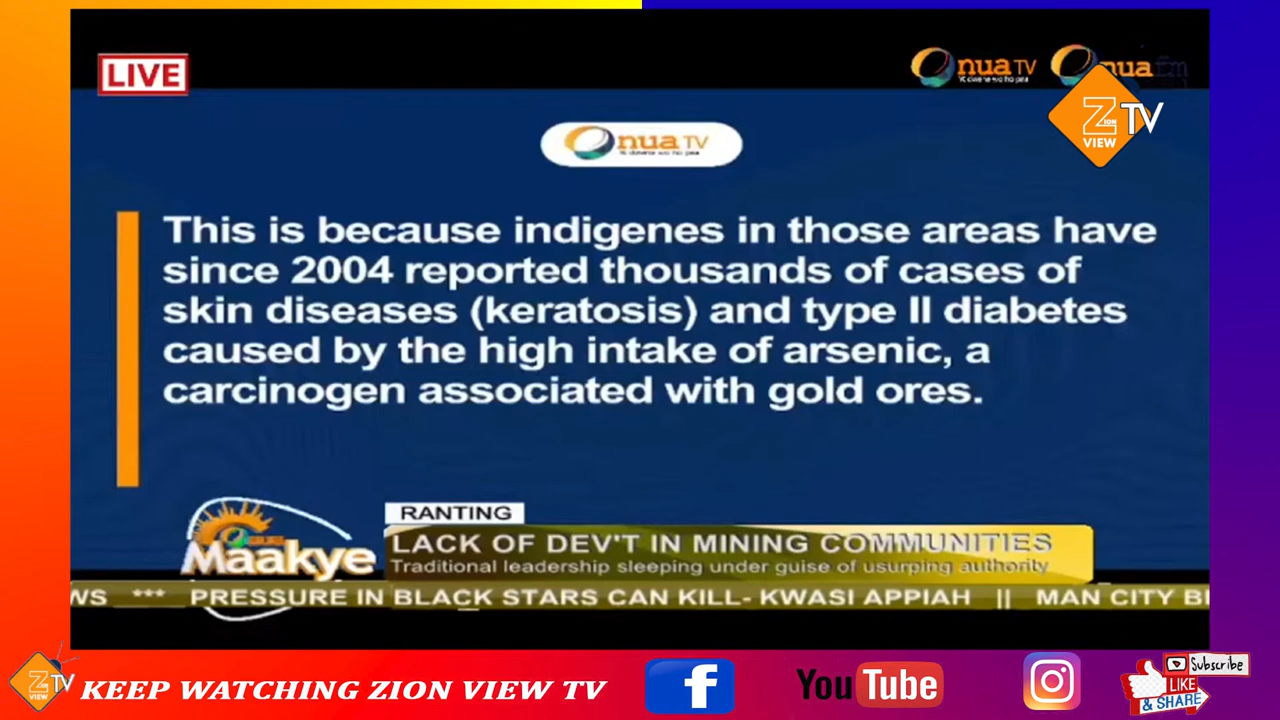 LIVE
nua TV
nua fm
ZION VIEW TV
nua TV
This is because indigenes in those areas have
since 2004 reported thousands of cases of
skin diseases (keratosis) and type II diabetes
caused by the high intake of arsenic, a
carcinogen associated with gold ores.
RANTING
Maakye
LACK OF DEV'T IN MINING COMMUNITIES
Traditional leadership sleeping under guise of usurping authority
WS *** PRESSURE IN BLACK STARS CAN KILL- KWASI APPIAH || MAN CITY
ZION VIEW TV
KEEP WATCHING ZION VIEW TV
f
YouTube
Subscribe
LIKE
& SHARE